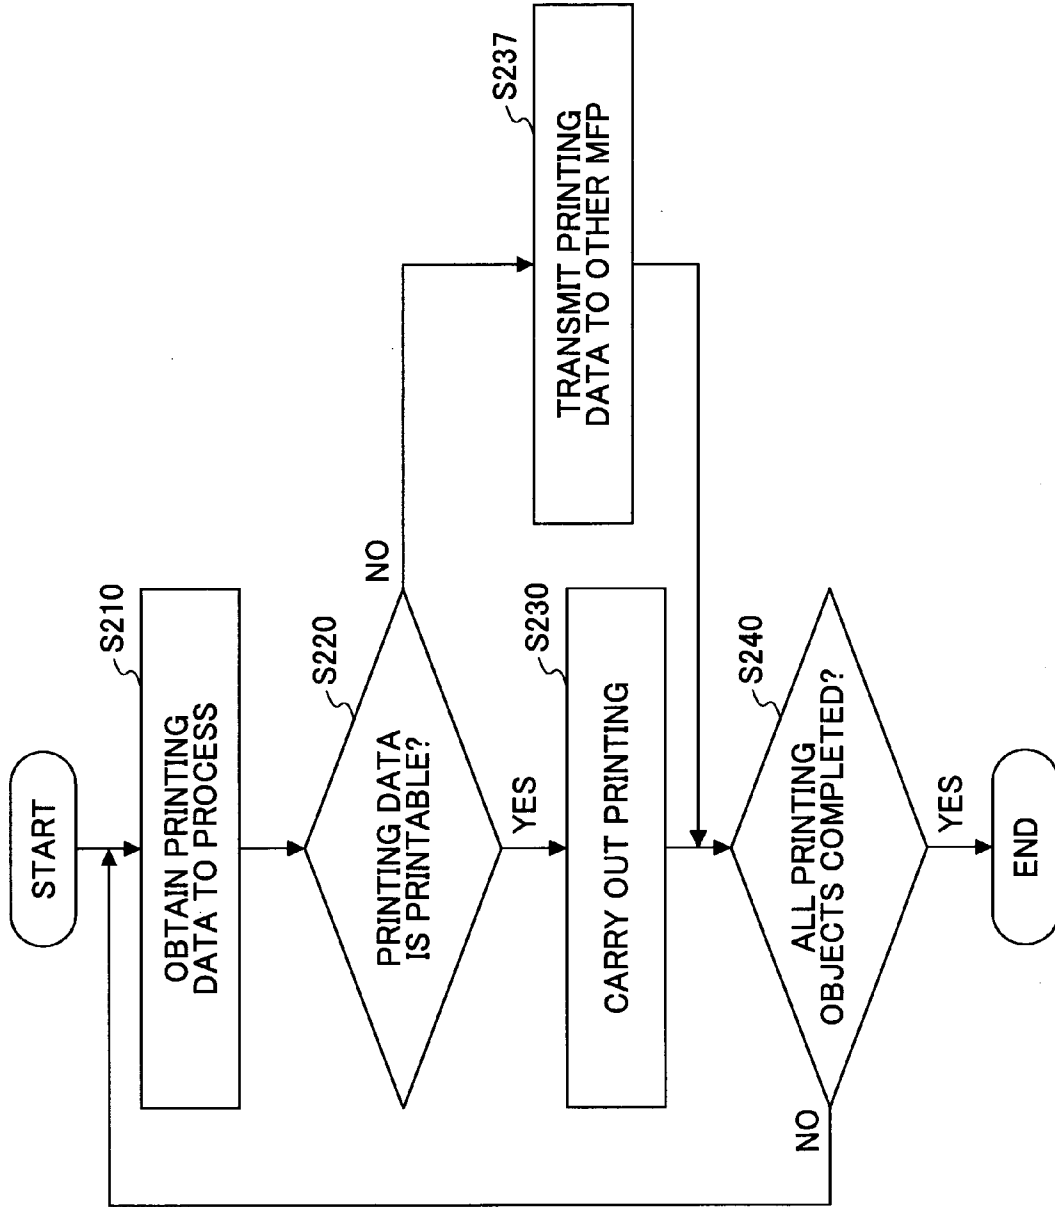 START
S210
OBTAIN PRINTING
DATA TO PROCESS
S220
PRINTING DATA
IS PRINTABLE?
NO
YES
S230
CARRY OUT PRINTING
S237
TRANSMIT PRINTING
DATA TO OTHER MFP
S240
ALL PRINTING
OBJECTS COMPLETED?
NO
YES
END